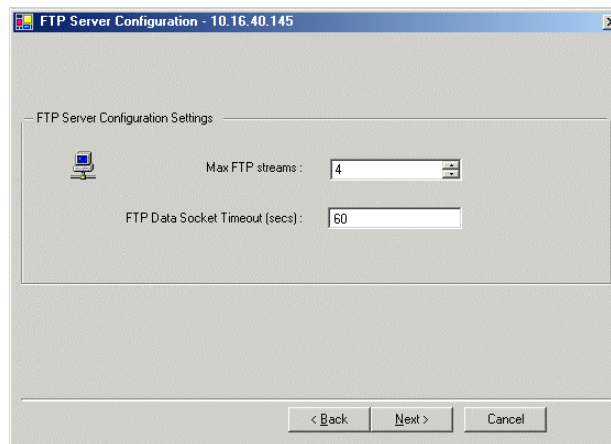 FTP Server Configuration - 10.16.40.145
FTP Server Configuration Settings
Max FTP streams : 4
FTP Data Socket Timeout (secs) : 60
< Back Next > Cancel